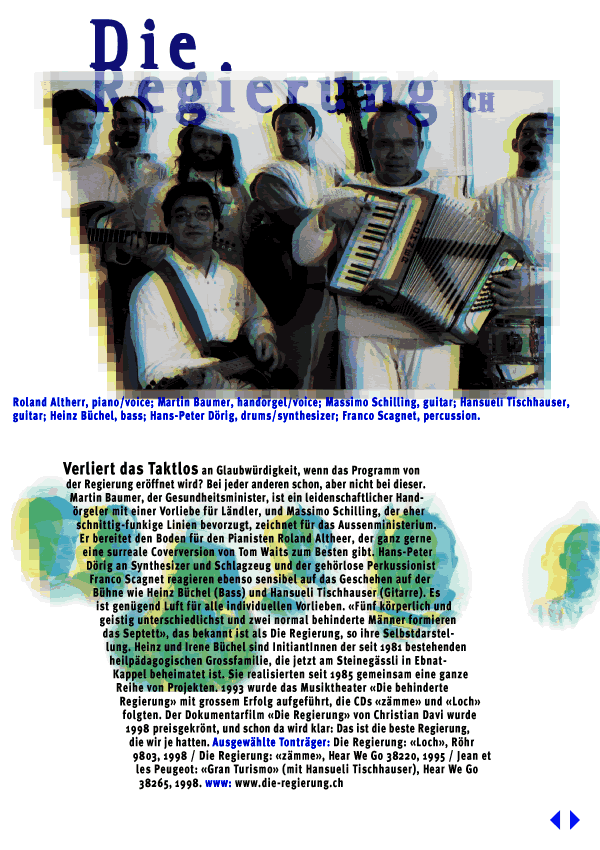 Die
Regierung CH
Roland Altherr, piano/voice; Martin Baumer, handorgel/voice; Massimo Schilling, guitar; Hansueli Tischhauser,
guitar; Heinz Büchel, bass; Hans-Peter Dörig, drums/synthesizer; Franco Scagnet, percussion.
Verliert das Taktlos an Glaubwürdigkeit, wenn das Programm von
der Regierung eröffnet wird? Bei jeder anderen schon, aber nicht bei dieser.
Martin Baumer, der Gesundheitsminister, ist ein leidenschaftlicher Hand-
örgeler mit einer Vorliebe für Ländler, und Massimo Schilling, der eher
schnittig-funkige Linien bevorzugt, zeichnet für das Aussenministerium.
Er bereitet den Boden für den Pianisten Roland Altheer, der ganz gerne
eine surreale Coverversion von Tom Waits zum Besten gibt. Hans-Peter
Dörig an Synthesizer und Schlagzeug und der gehörlose Perkussionist
Franco Scagnet reagieren ebenso sensibel auf das Geschehen auf der
Bühne wie Heinz Büchel (Bass) und Hansueli Tischhauser (Gitarre). Es
ist genügend Luft für alle individuellen Vorlieben. «Fünf körperlich und
geistig unterschiedlichst und zwei normal behinderte Männer formieren
das Septett», das bekannt ist als Die Regierung, so ihre Selbstdarstel-
lung. Heinz und Irene Büchel sind InitiantInnen der seit 1981 bestehenden
heilpädagogischen Grossfamilie, die jetzt am Steinegässli in Ebnat-
Kappel beheimatet ist. Sie realisierten seit 1985 gemeinsam eine ganze
Reihe von Projekten. 1993 wurde das Musiktheater «Die behinderte
Regierung» mit grossem Erfolg aufgeführt, die CDs «zämme» und «Loch»
folgten. Der Dokumentarfilm «Die Regierung» von Christian Davi wurde
1998 preisgekrönt, und schon da wird klar: Das ist die beste Regierung,
die wir je hatten. Ausgewählte Tonträger: Die Regierung: «Loch», Röhr
9803, 1998 / Die Regierung: «zämme», Hear We Go 38220, 1995 / Jean et
les Peugeot: «Gran Turismo» (mit Hansueli Tischhauser), Hear We Go
38265, 1998. www: www.die-regierung.ch